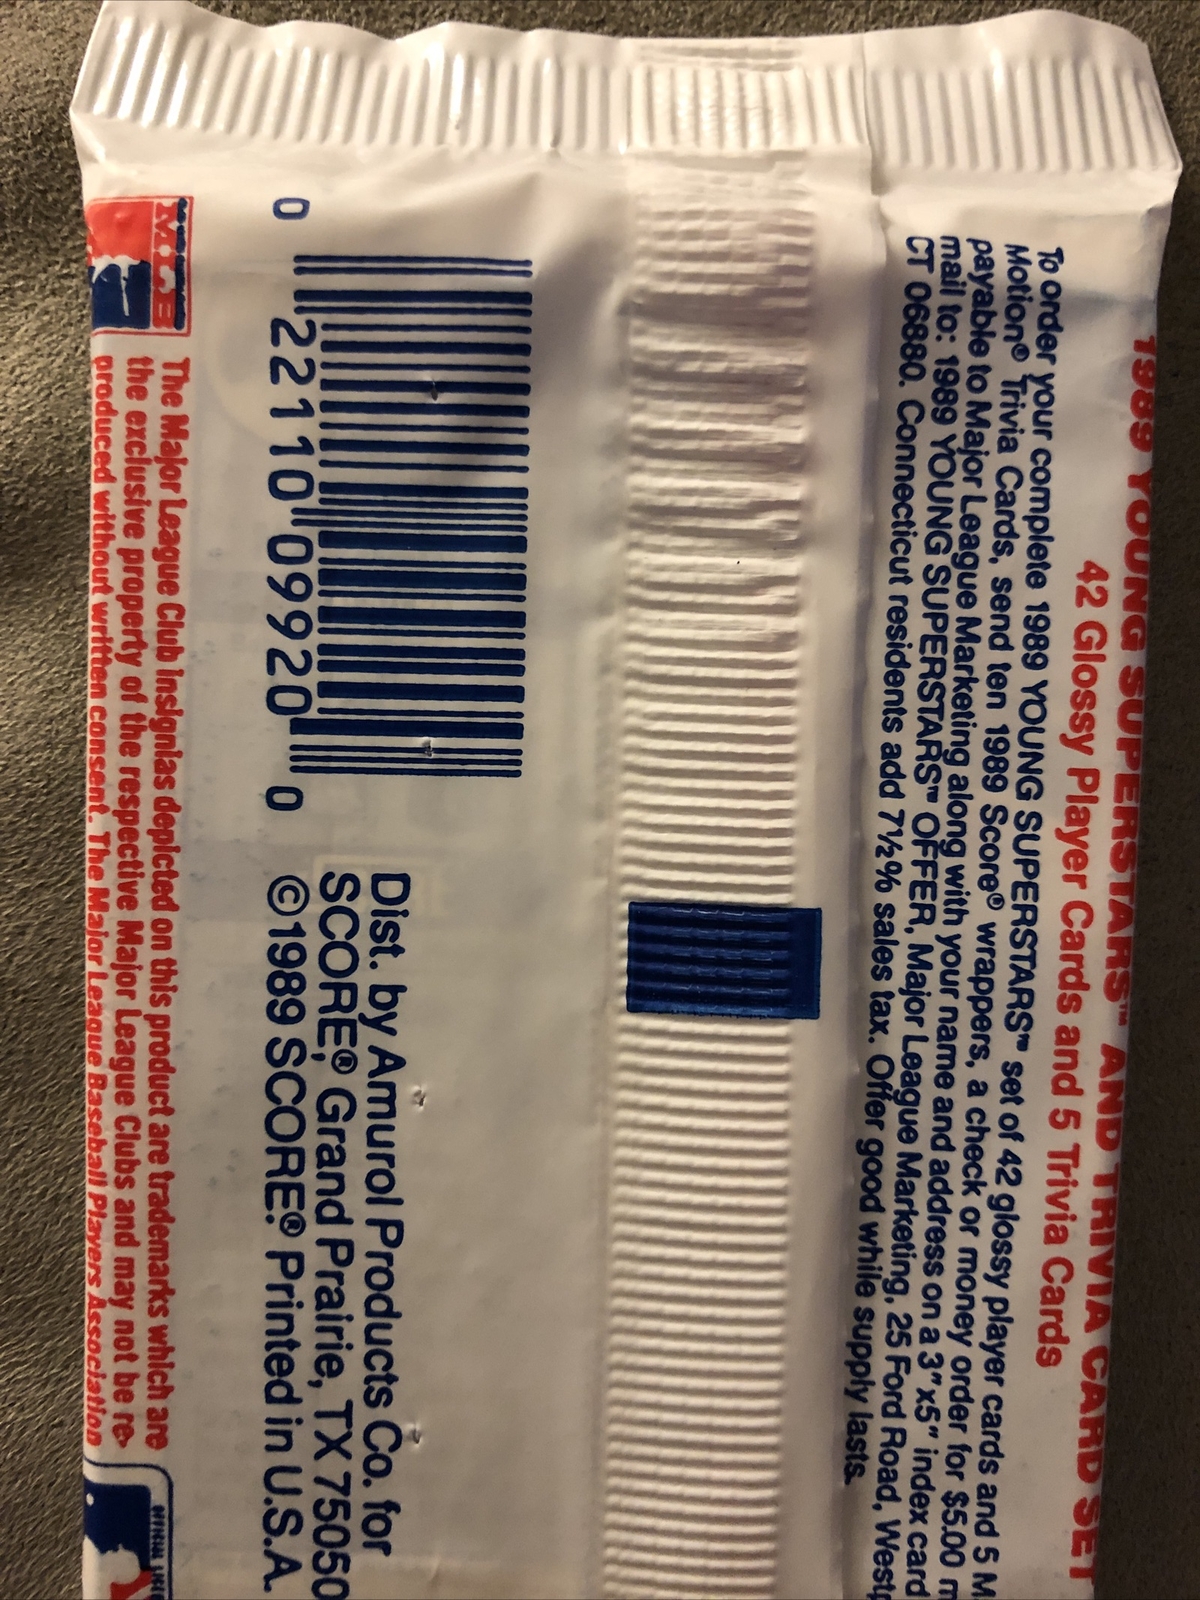 1989 YOUNG SUPERSTARS™ AND TRIVIA CARD SET
42 Glossy Player Cards and 5 Trivia Cards
To order your complete 1989 YOUNG SUPERSTARS™ set of 42 glossy player cards and 5 M
Motion® Trivia Cards, send ten 1989 Score® wrappers, a check or money order for $5.00 m
payable to Major League Marketing along with your name and address on a 3"x5" index card
mail to: 1989 YOUNG SUPERSTARS™ OFFER, Major League Marketing, 25 Ford Road, Westp
CT 06880. Connecticut residents add 7½% sales tax. Offer good while supply lasts.
0 22110 09920 0
Dist. by Amurol Products Co. for
SCORE,® Grand Prairie, TX 75050
©1989 SCORE.® Printed in U.S.A.
The Major League Club insignias depicted on this product are trademarks which are
the exclusive property of the respective Major League Clubs and may not be re-
produced without written consent. The Major League Baseball Players Association